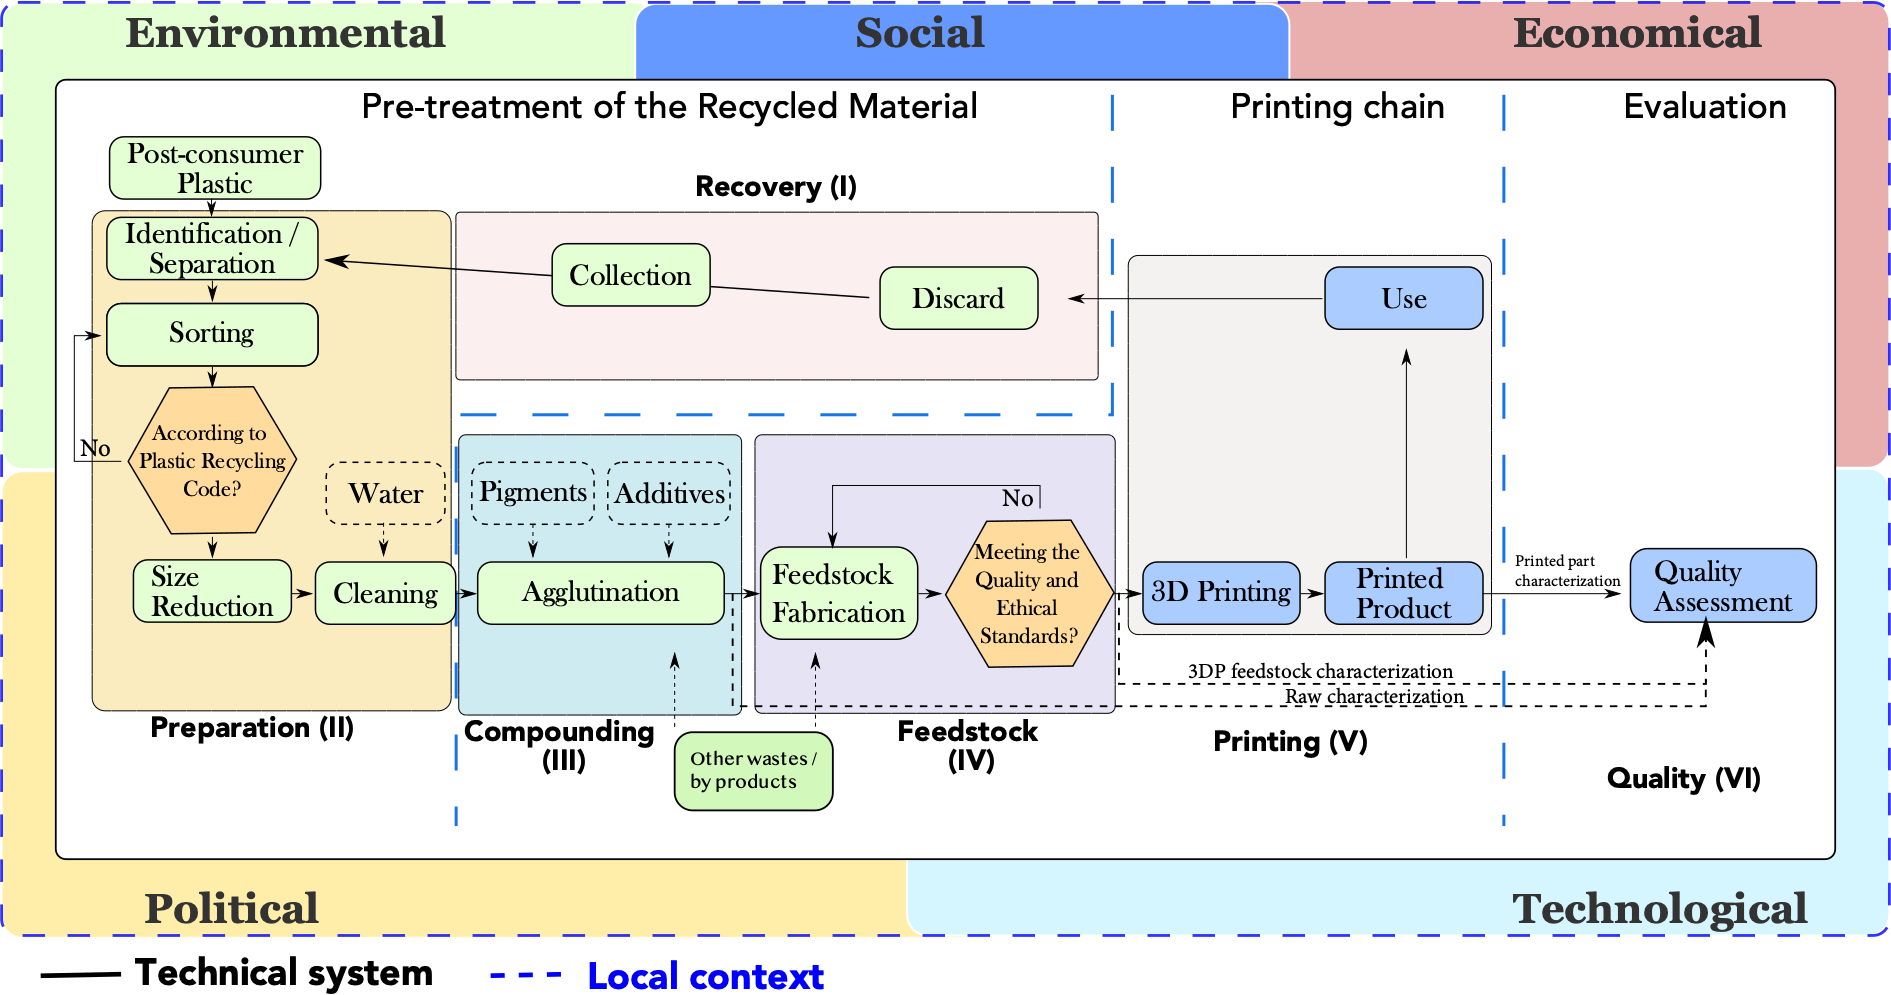 Environmental
Social
Economical
Pre-treatment of the Recycled Material
Printing chain
Evaluation
Post-consumer
Plastic
Recovery (I)
Identification /
Separation
Collection
Discard
Use
Sorting
According to
Plastic Recycling
Code?
No
Water
Pigments
Additives
No
Meeting the
Quality and
Ethical
Standards?
Size
Reduction
Cleaning
Agglutination
Feedstock
Fabrication
3D Printing
Printed
Product
Printed part
characterization
Quality
Assessment
3DP feedstock characterization
Raw characterization
Preparation (II)
Compounding
(III)
Other wastes /
by products
Feedstock
(IV)
Printing (V)
Quality (VI)
Political
Technological
Technical system
Local context